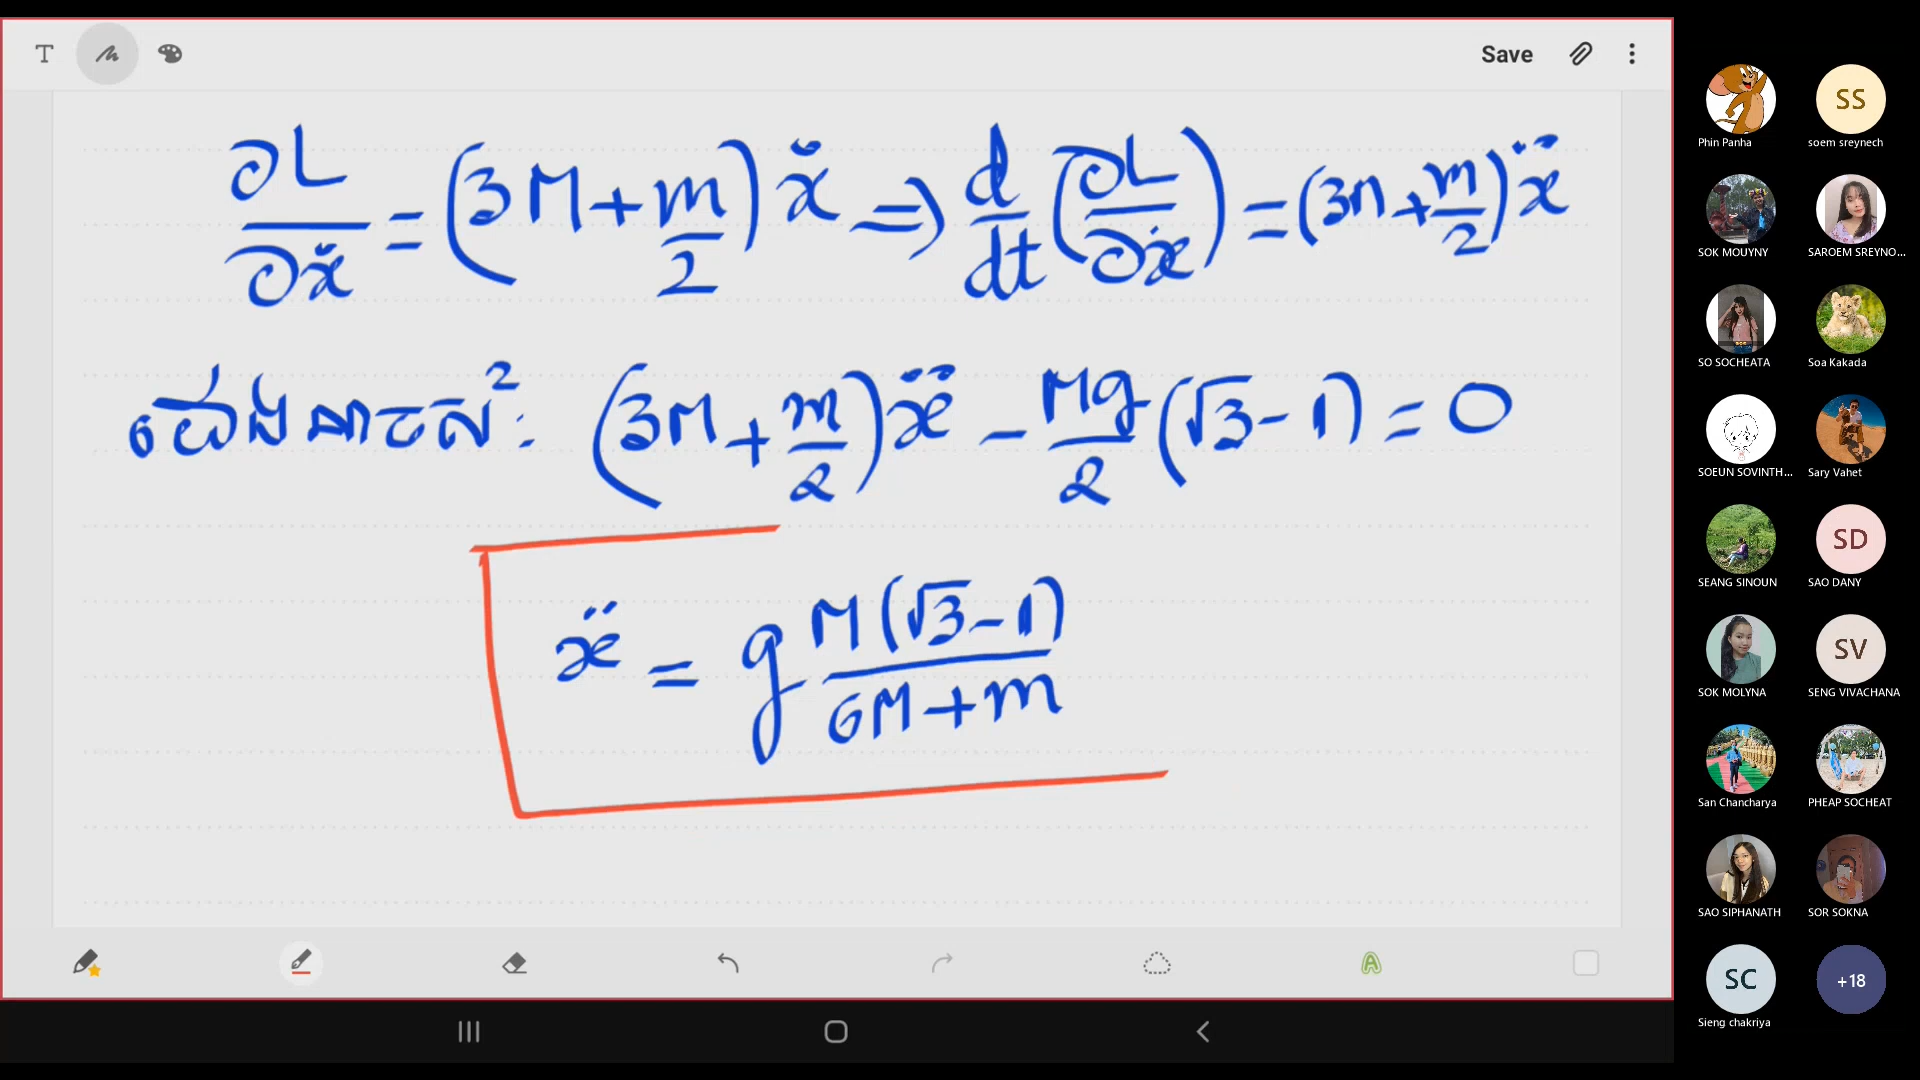 T Save
∂L/∂ẋ = (3M + m/2) ẋ ⇒ d/dt (∂L/∂ẋ) = (3M + m/2) ẍ
(3M + m/2) ẍ - Mg/2 (√3 - 1) = 0
ẍ = g M(√3 - 1)/(6M + m)
A
Phin Panha
SS
soem sreynech
SOK MOUYNY
SAROEM SREYNO...
SO SOCHEATA
Soa Kakada
SOEUN SOVINTH...
Sary Vahet
SEANG SINOUN
SD
SAO DANY
SOK MOLYNA
SV
SENG VIVACHANA
San Chancharya
PHEAP SOCHEAT
SAO SIPHANATH
SOR SOKNA
SC
Sieng chakriya
+18